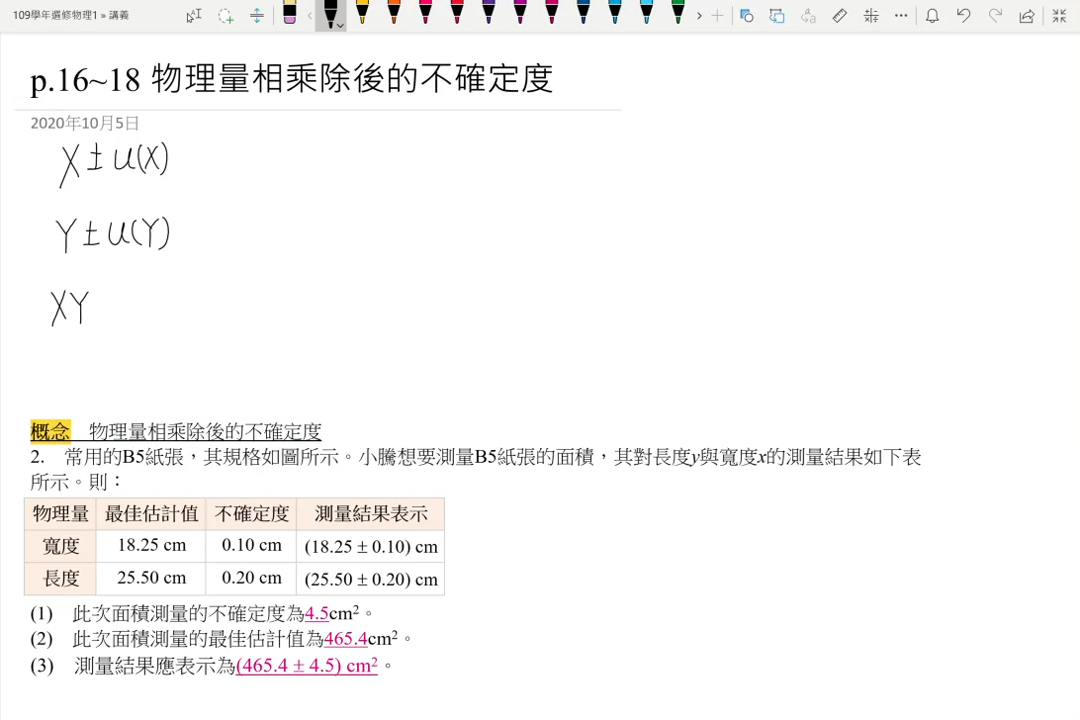 109學年選修物理1 » 講義
p.16~18 物理量相乘除後的不確定度
2020年10月5日
X ± u(X)
Y ± u(Y)
XY
概念 物理量相乘除後的不確定度
2. 常用的B5紙張，其規格如圖所示。小騰想要測量B5紙張的面積，其對長度y與寬度x的測量結果如下表
所示。則：
物理量 最佳估計值 不確定度 測量結果表示
寬度 18.25 cm 0.10 cm (18.25 ± 0.10) cm
長度 25.50 cm 0.20 cm (25.50 ± 0.20) cm
(1) 此次面積測量的不確定度為4.5cm²。
(2) 此次面積測量的最佳估計值為465.4cm²。
(3) 測量結果應表示為(465.4 ± 4.5) cm²。